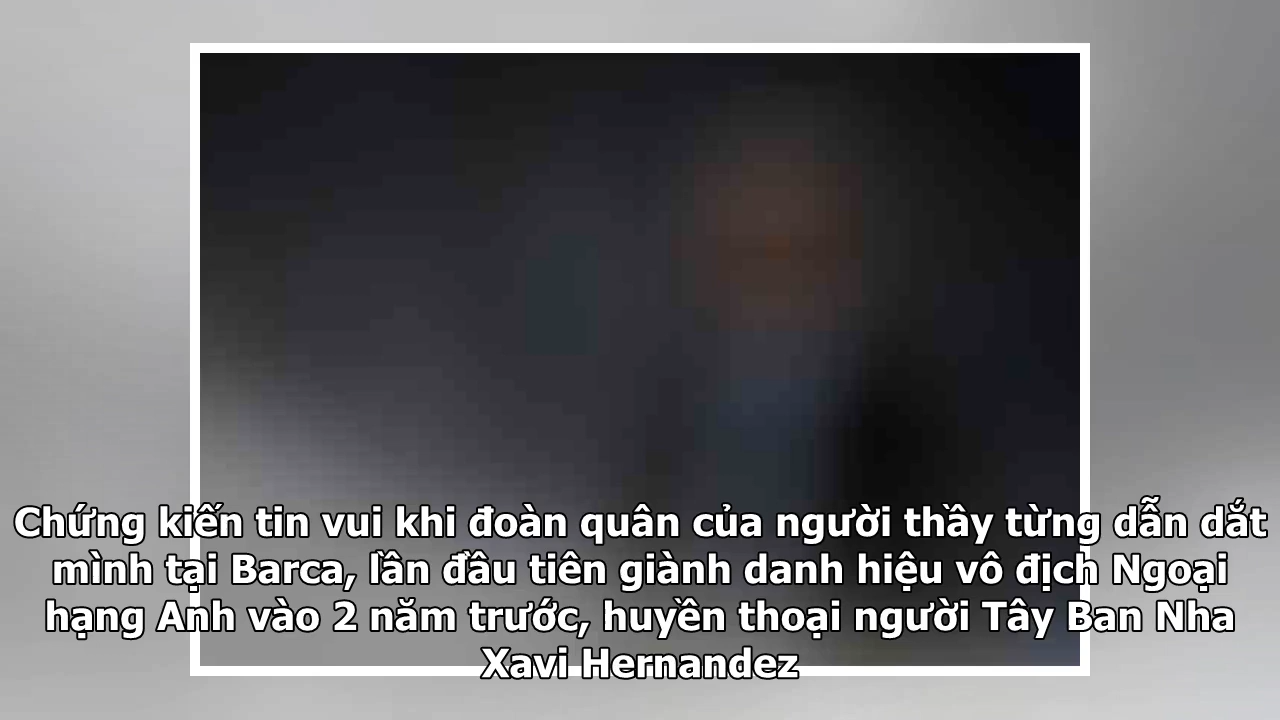 Chứng kiến tin vui khi đoàn quân của người thầy từng dẫn dắt
mình tại Barca, lần đầu tiên giành danh hiệu vô địch Ngoại
hạng Anh vào 2 năm trước, huyền thoại người Tây Ban Nha
Xavi Hernandez